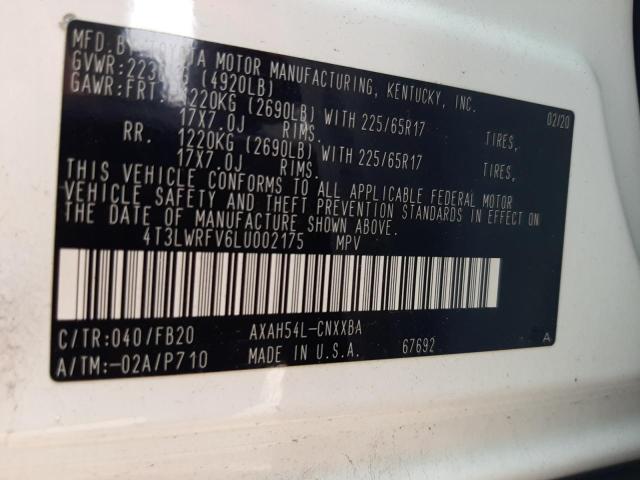 MFD. BY: TOYOTA MOTOR MANUFACTURING, KENTUCKY, INC.
GVWR: (4920LB) 02/20
GAWR: FRT. 1220KG (2690LB) WITH 225/65R17 TIRES,
17X7.0J RIMS.
RR. 1220KG (2690LB) WITH 225/65R17 TIRES,
17X7.0J RIMS.
THIS VEHICLE CONFORMS TO ALL APPLICABLE FEDERAL MOTOR
VEHICLE SAFETY AND THEFT PREVENTION STANDARDS IN EFFECT ON
THE DATE OF MANUFACTURE SHOWN ABOVE.
4T3LWRFV6LU002175 MPV
C/TR:040/FB20 AXAH54L-CNXXBA
A/TM:-02A/P710 MADE IN U.S.A. 67692 A